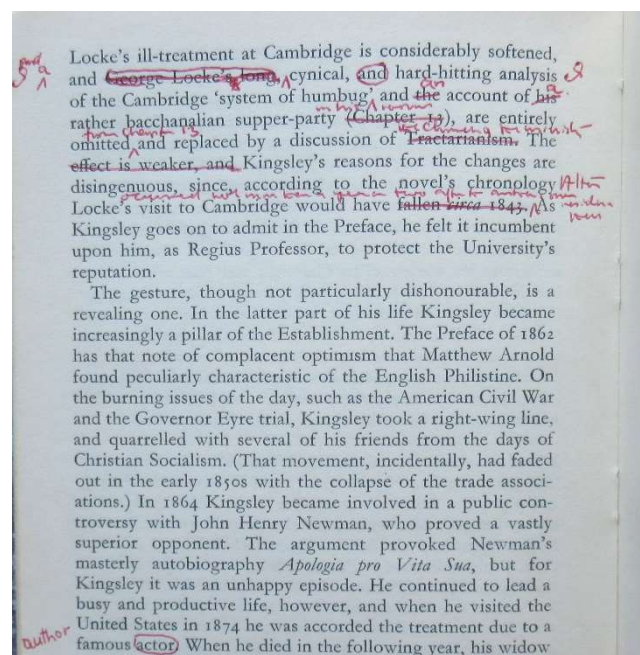 Locke's ill-treatment at Cambridge is considerably softened,
and George Locke's long, cynical, and hard-hitting analysis
of the Cambridge 'system of humbug' and the account of his
rather bacchanalian supper-party (Chapter 13), are entirely
from Chapter 13
omitted and replaced by a discussion of Tractarianism. The
effect is weaker, and Kingsley's reasons for the changes are
disingenuous, since, according to the novel's chronology
Locke's visit to Cambridge would have fallen circa 1843. As
Kingsley goes on to admit in the Preface, he felt it incumbent
upon him, as Regius Professor, to protect the University's
reputation.
The gesture, though not particularly dishonourable, is a
revealing one. In the latter part of his life Kingsley became
increasingly a pillar of the Establishment. The Preface of 1862
has that note of complacent optimism that Matthew Arnold
found peculiarly characteristic of the English Philistine. On
the burning issues of the day, such as the American Civil War
and the Governor Eyre trial, Kingsley took a right-wing line,
and quarrelled with several of his friends from the days of
Christian Socialism. (That movement, incidentally, had faded
out in the early 1850s with the collapse of the trade associ-
ations.) In 1864 Kingsley became involved in a public con-
troversy with John Henry Newman, who proved a vastly
superior opponent. The argument provoked Newman's
masterly autobiography Apologia pro Vita Sua, but for
Kingsley it was an unhappy episode. He continued to lead a
busy and productive life, however, and when he visited the
United States in 1874 he was accorded the treatment due to a
author famous actor. When he died in the following year, his widow